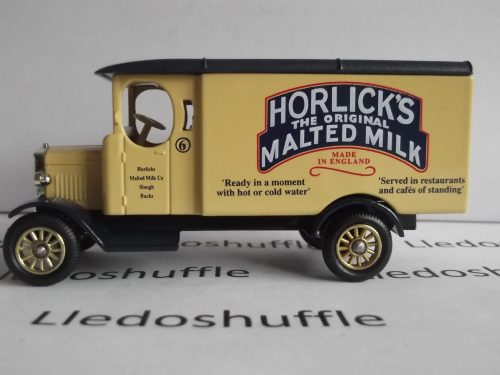 HORLICK'S
THE ORIGINAL
MALTED MILK
MADE
IN ENGLAND
'Ready in a moment
with hot or cold water'
'Served in restaurants
and cafés of standing'
6
Horlicks
Malted Milk Co
Slough
Bucks
Lledoshuffle
Lledoshuffle